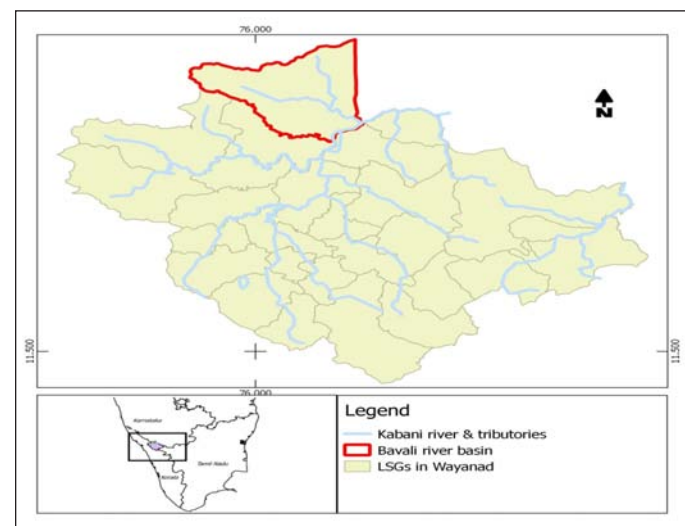 76.000
N
11.500
11.500
76.000
Karnataka
Tamil Nadu
Kerala
Legend
Kabani river & tributories
Bavali river basin
LSGs in Wayanad